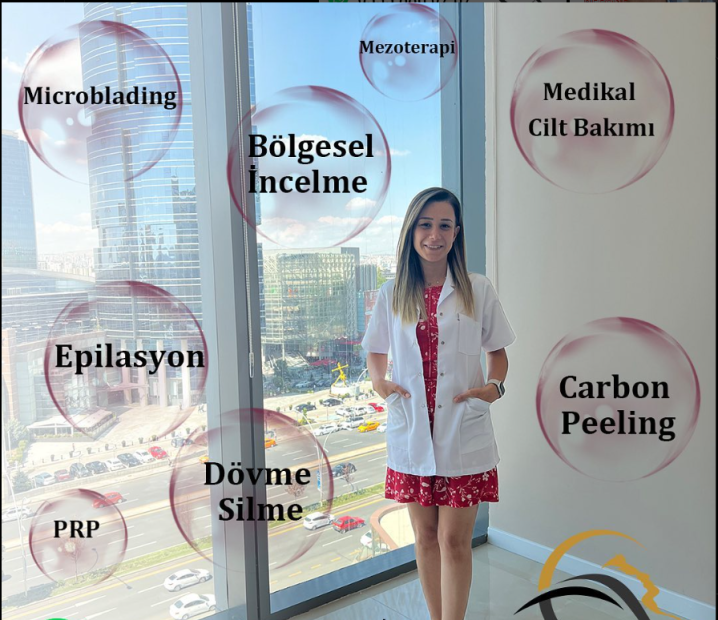 Mezoterapi
Microblading
Medikal
Cilt Bakımı
Bölgesel
İncelme
Epilasyon
Carbon
Peeling
Dövme
Silme
PRP